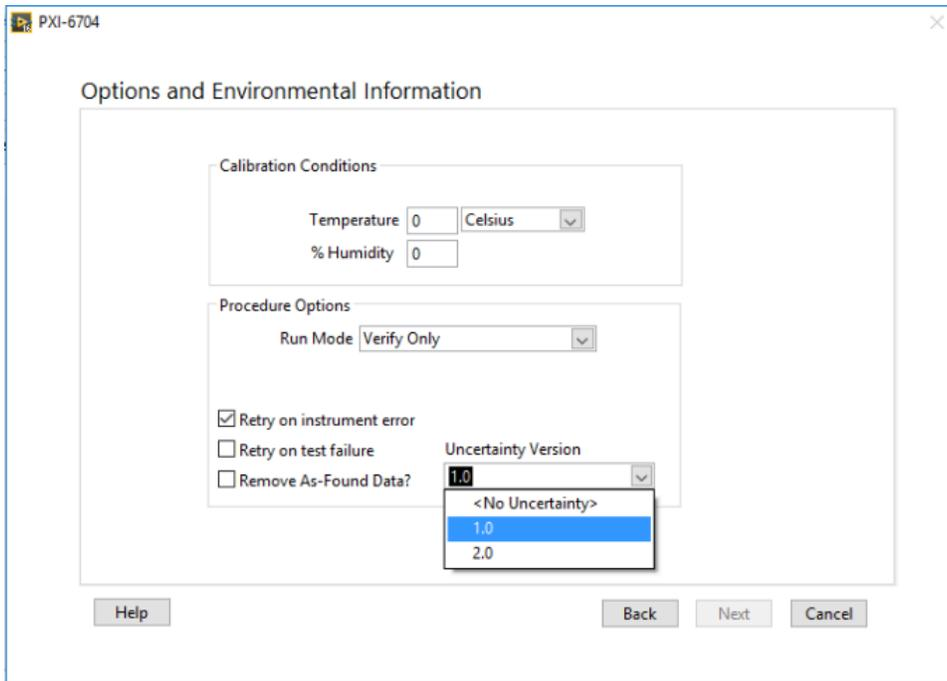 PXI-6704
Options and Environmental Information
Calibration Conditions
Temperature 0 Celsius
% Humidity 0
Procedure Options
Run Mode Verify Only
Retry on instrument error
Retry on test failure Uncertainty Version
Remove As-Found Data? 1.0
<No Uncertainty>
1.0
2.0
Help Back Next Cancel